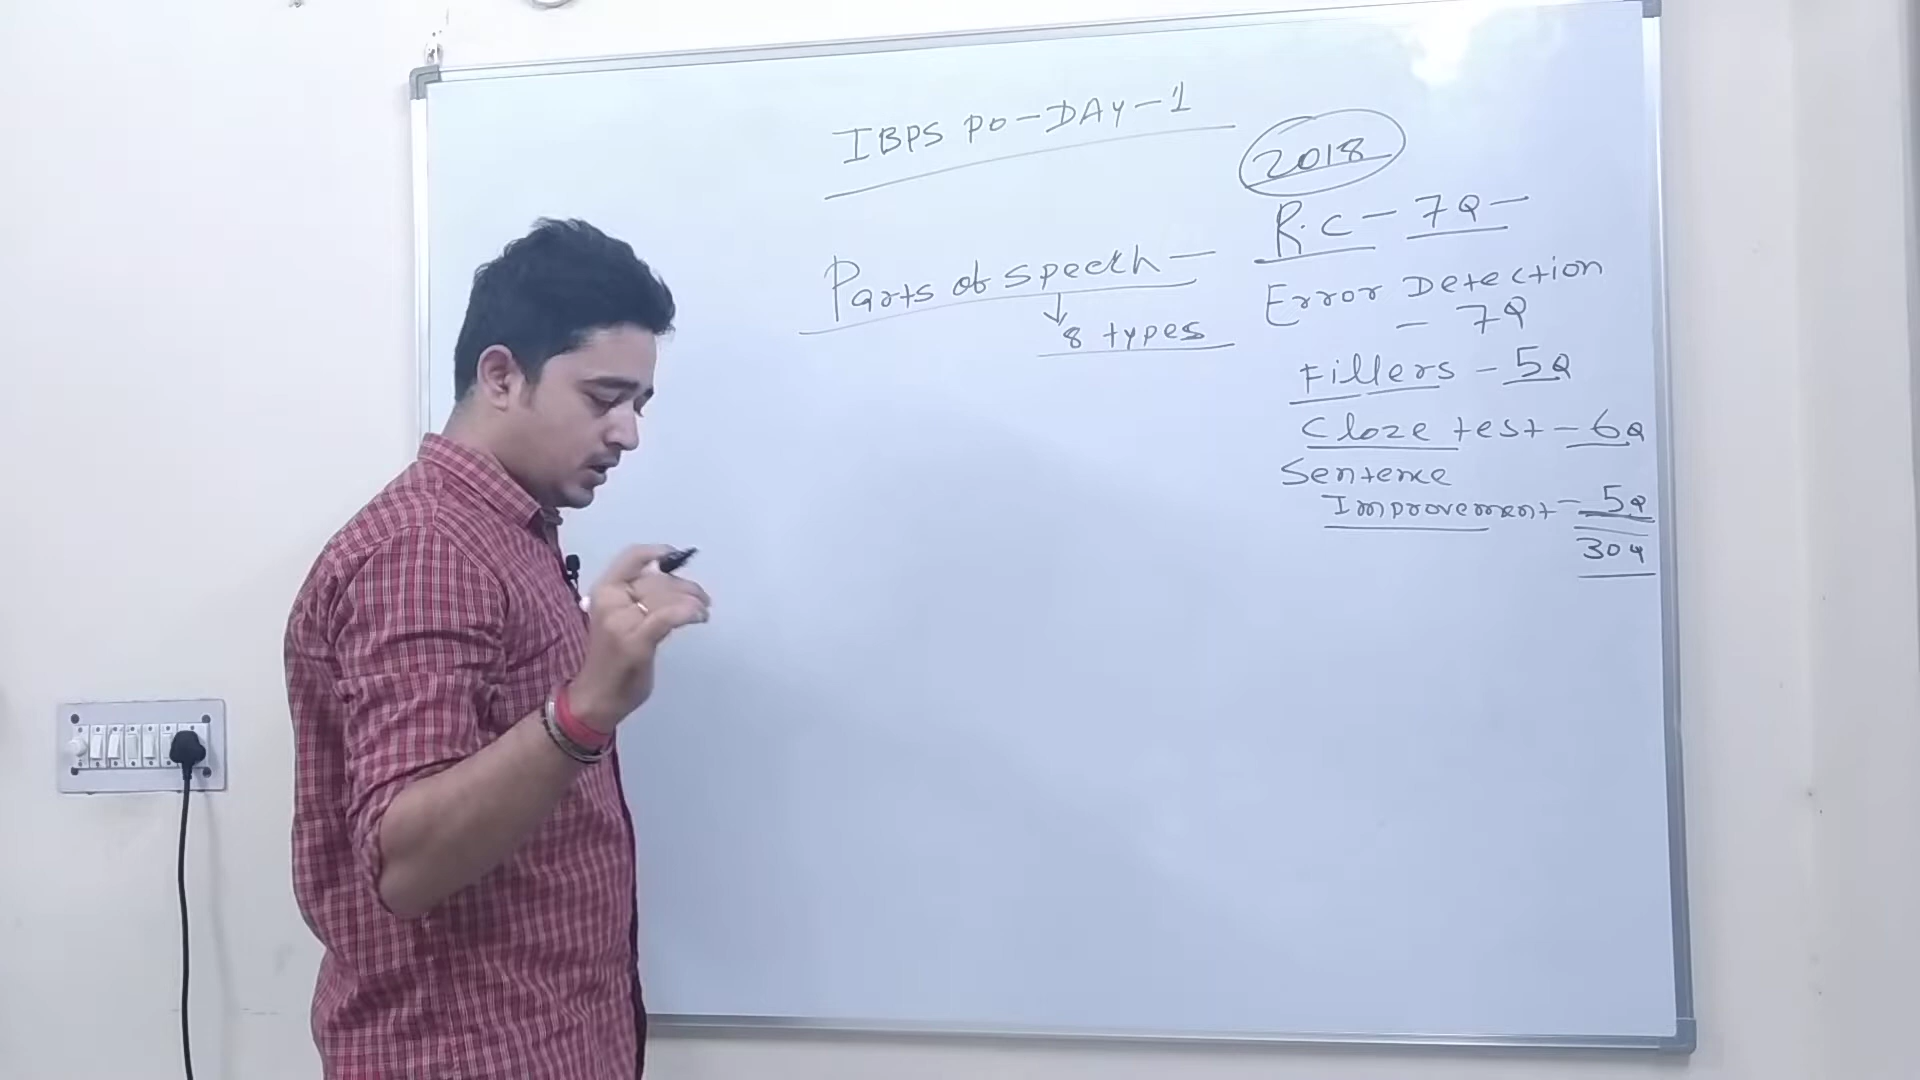 IBPS PO-DAY-1
Parts of speech -
8 types
2018
R.C - 7Q -
Error Detection
- 7Q
Fillers - 5Q
Cloze test - 6Q
Sentence
Improvement - 5Q
30Q